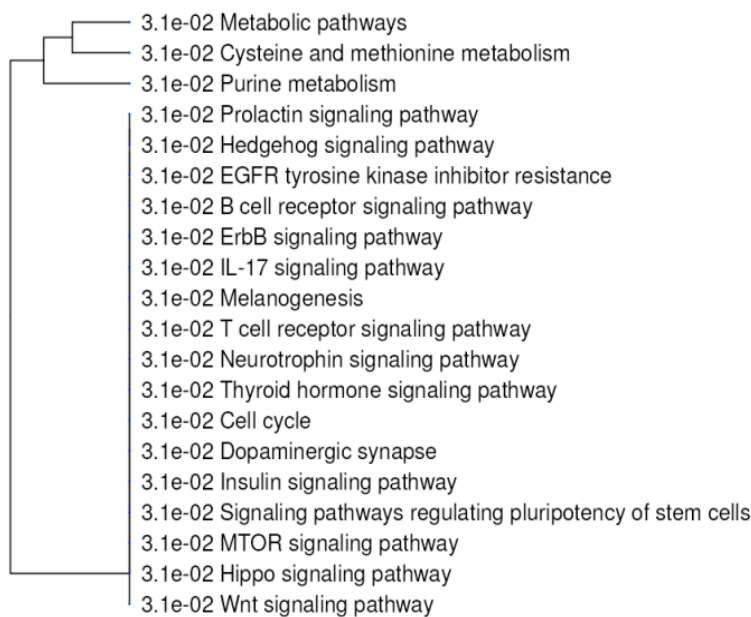 3.1e-02 Metabolic pathways
3.1e-02 Cysteine and methionine metabolism
3.1e-02 Purine metabolism
3.1e-02 Prolactin signaling pathway
3.1e-02 Hedgehog signaling pathway
3.1e-02 EGFR tyrosine kinase inhibitor resistance
3.1e-02 B cell receptor signaling pathway
3.1e-02 ErbB signaling pathway
3.1e-02 IL-17 signaling pathway
3.1e-02 Melanogenesis
3.1e-02 T cell receptor signaling pathway
3.1e-02 Neurotrophin signaling pathway
3.1e-02 Thyroid hormone signaling pathway
3.1e-02 Cell cycle
3.1e-02 Dopaminergic synapse
3.1e-02 Insulin signaling pathway
3.1e-02 Signaling pathways regulating pluripotency of stem cells
3.1e-02 MTOR signaling pathway
3.1e-02 Hippo signaling pathway
3.1e-02 Wnt signaling pathway